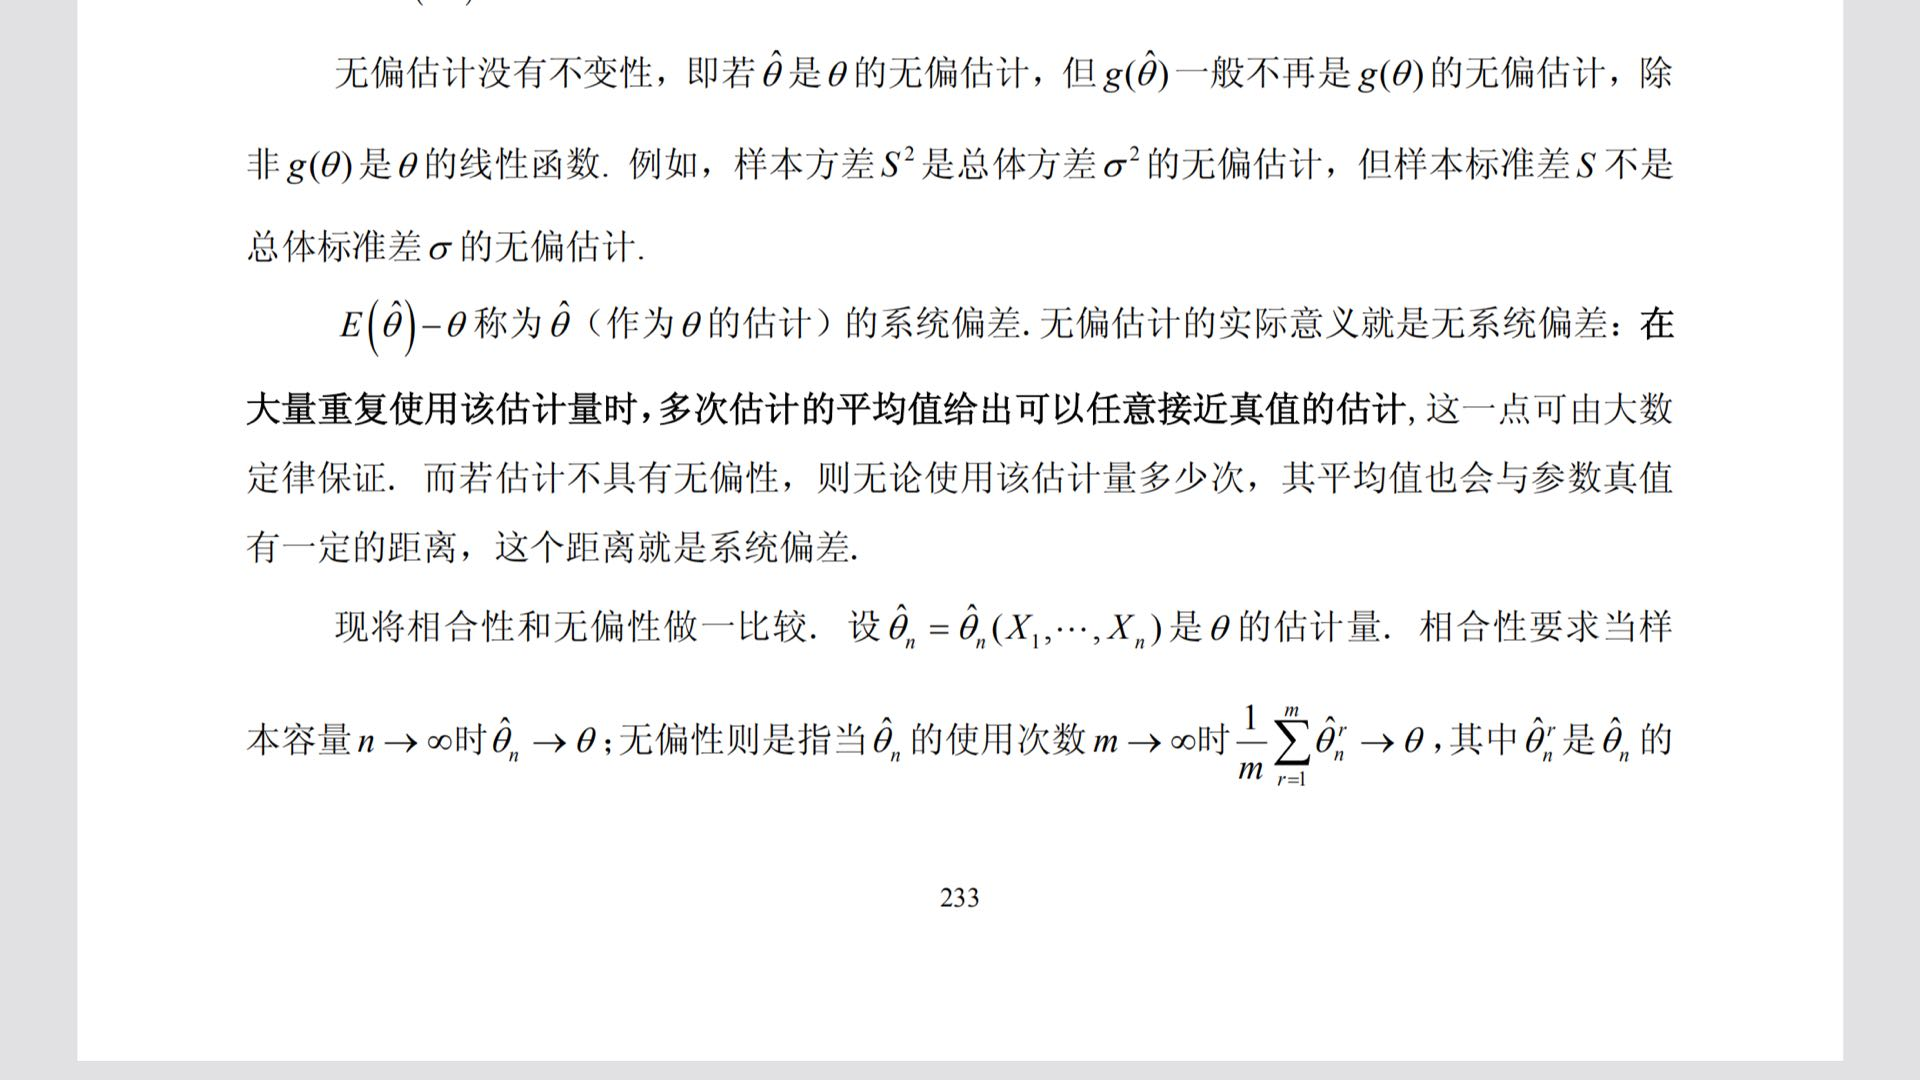 无偏估计没有不变性，即若 θ̂ 是 θ 的无偏估计，但 g(θ̂) 一般不再是 g(θ) 的无偏估计，除
非 g(θ) 是 θ 的线性函数. 例如，样本方差 S² 是总体方差 σ² 的无偏估计，但样本标准差 S 不是
总体标准差 σ 的无偏估计.
E(θ̂)−θ 称为 θ̂（作为 θ 的估计）的系统偏差. 无偏估计的实际意义就是无系统偏差：在
大量重复使用该估计量时，多次估计的平均值给出可以任意接近真值的估计, 这一点可由大数
定律保证. 而若估计不具有无偏性，则无论使用该估计量多少次，其平均值也会与参数真值
有一定的距离，这个距离就是系统偏差.
现将相合性和无偏性做一比较. 设 θ̂ₙ = θ̂ₙ(X₁,⋯,Xₙ) 是 θ 的估计量. 相合性要求当样
本容量 n → ∞时 θ̂ₙ → θ ; 无偏性则是指当 θ̂ₙ 的使用次数 m → ∞时 \frac{1}{m}\sum_{r=1}^{m} θ̂ₙʳ → θ ，其中 θ̂ₙʳ 是 θ̂ₙ 的
233